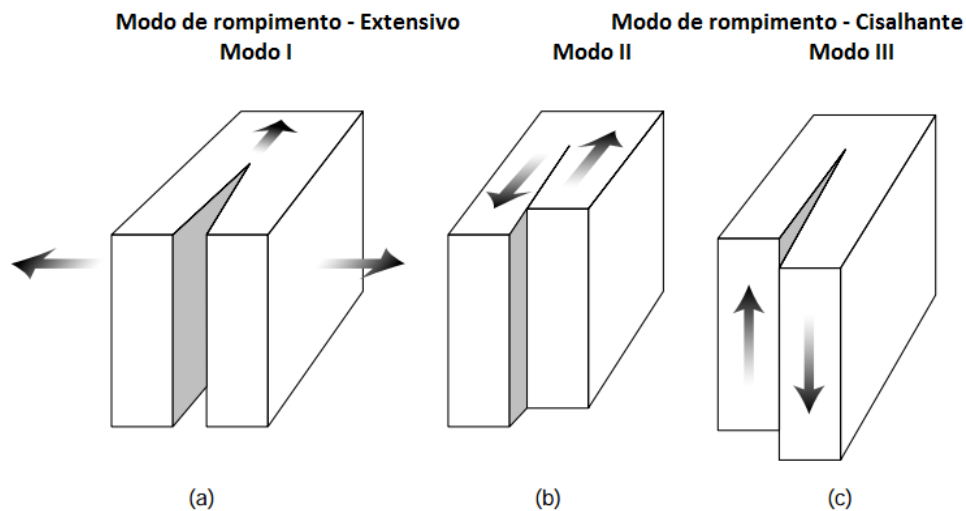 Modo de rompimento - Extensivo
Modo I
Modo de rompimento - Cisalhante
Modo II
Modo III
(a)
(b)
(c)